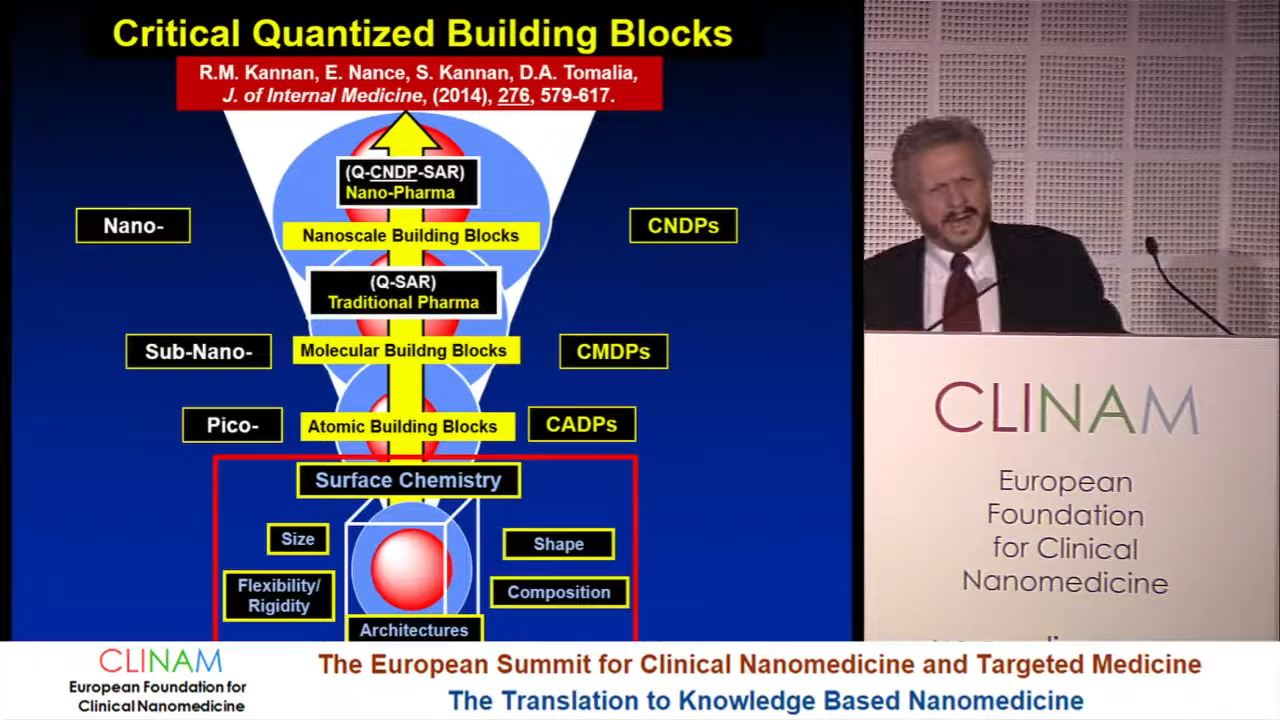 Critical Quantized Building Blocks
R.M. Kannan, E. Nance, S. Kannan, D.A. Tomalia,
J. of Internal Medicine, (2014), 276, 579-617.
(Q-CNDP-SAR)
Nano-Pharma
Nano-
Nanoscale Building Blocks
CNDPs
(Q-SAR)
Traditional Pharma
Sub-Nano-
Molecular Buildng Blocks
CMDPs
Pico-
Atomic Building Blocks
CADPs
Surface Chemistry
Size
Shape
Flexibility/
Rigidity
Composition
Architectures
CLINAM
European
Foundation
for Clinical
Nanomedicine
CLINAM
European Foundation for
Clinical Nanomedicine
The European Summit for Clinical Nanomedicine and Targeted Medicine
The Translation to Knowledge Based Nanomedicine